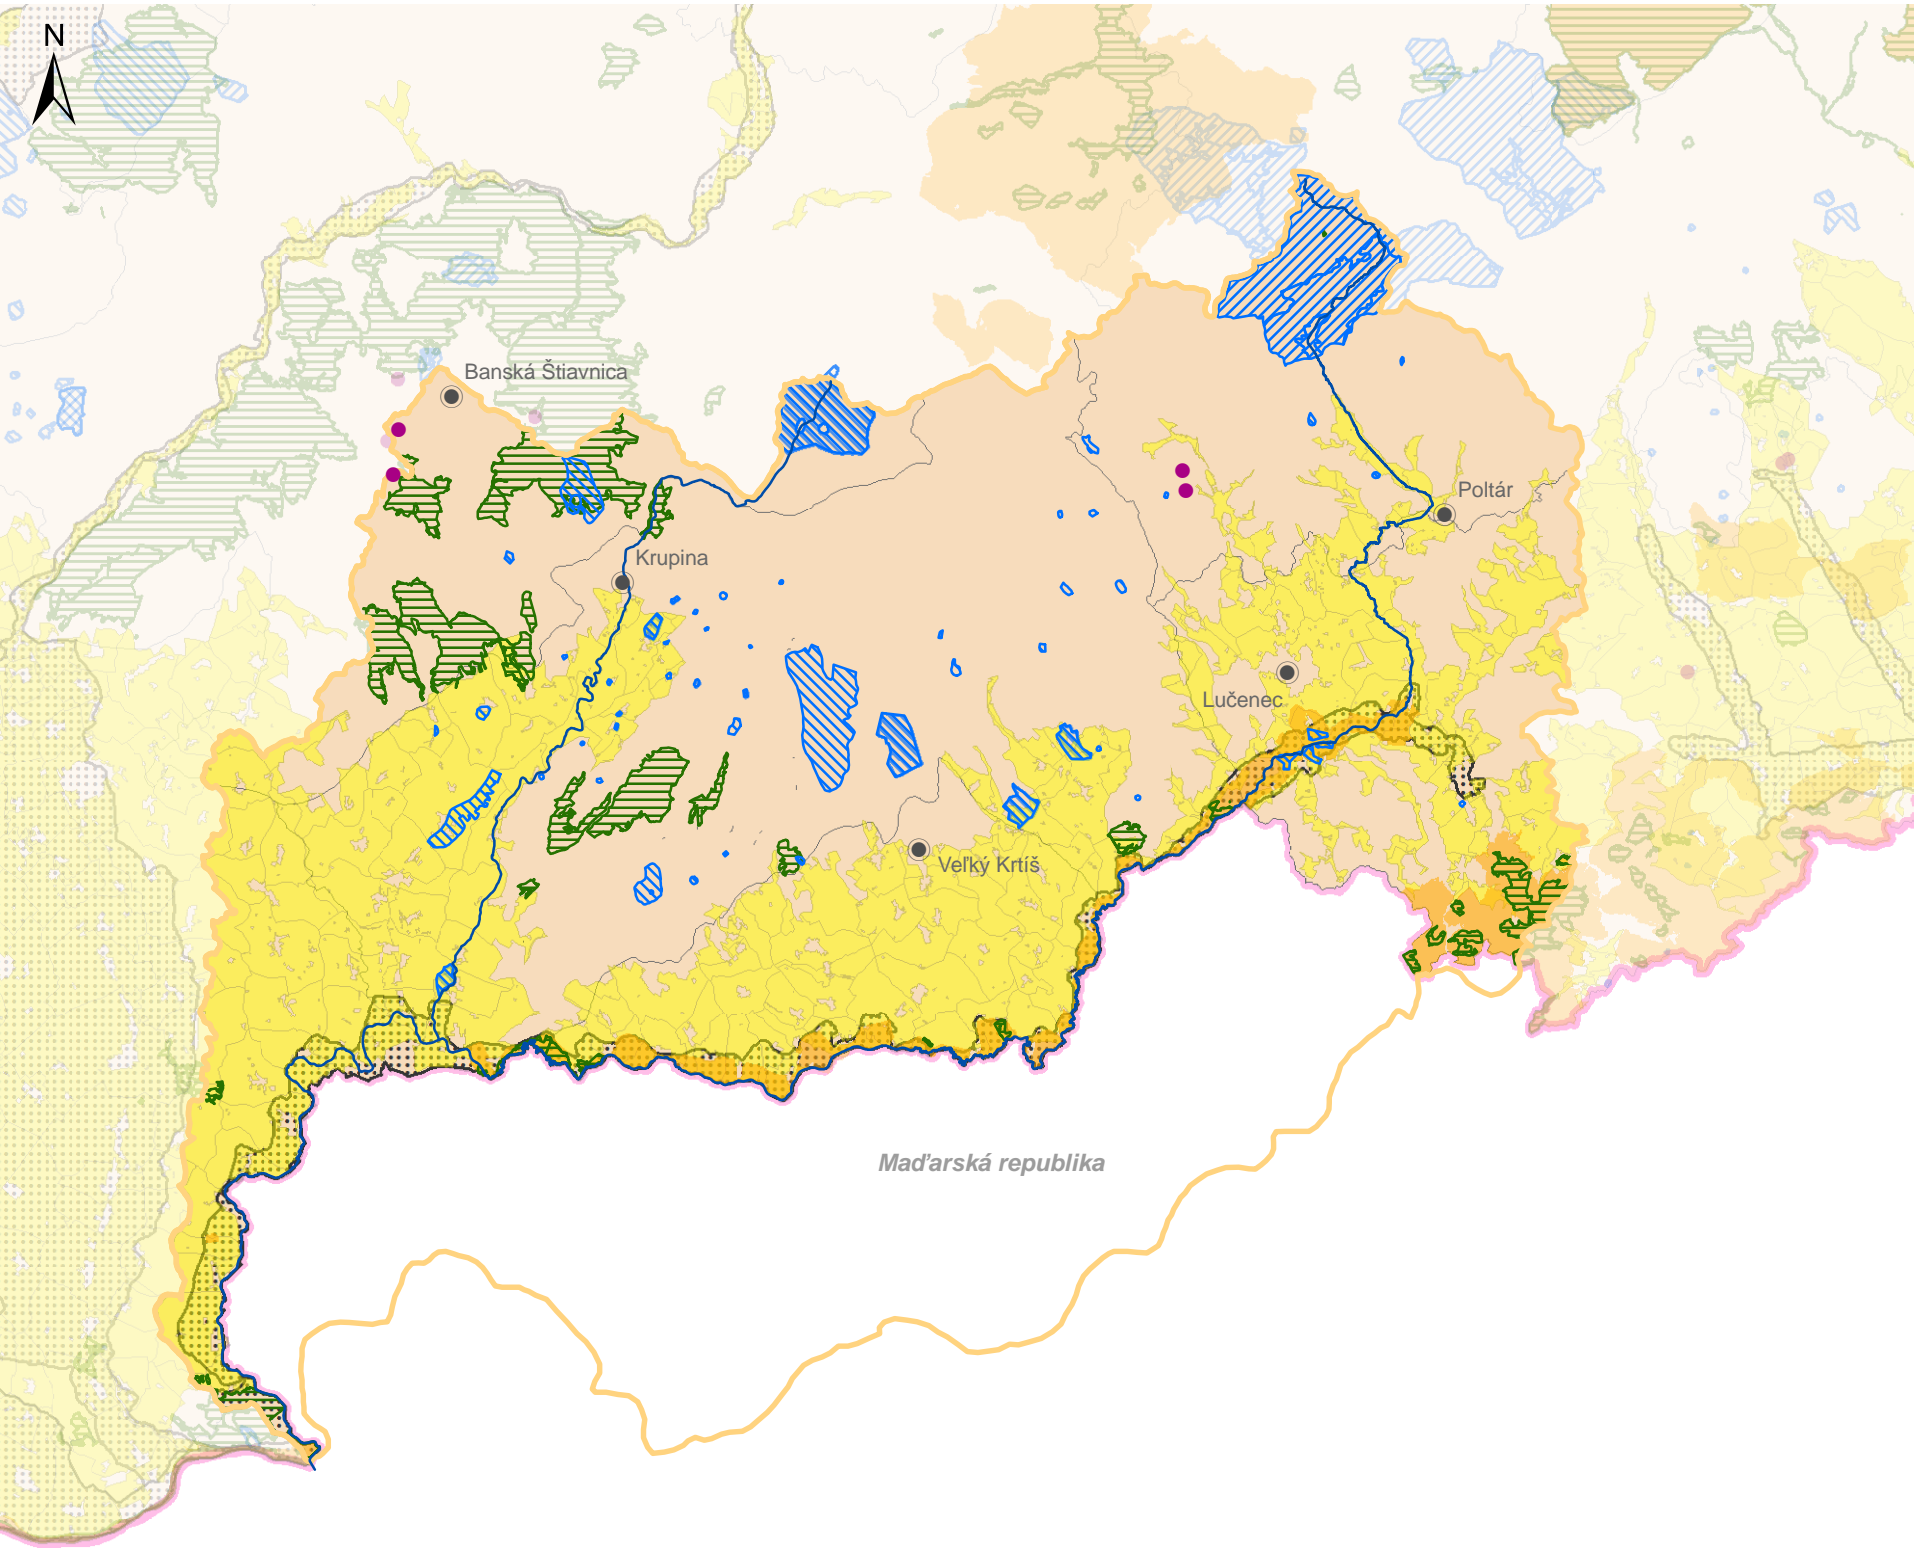 N
Banská Štiavnica
Krupina
Poltár
Lučenec
Veľký Krtíš
Maďarská republika